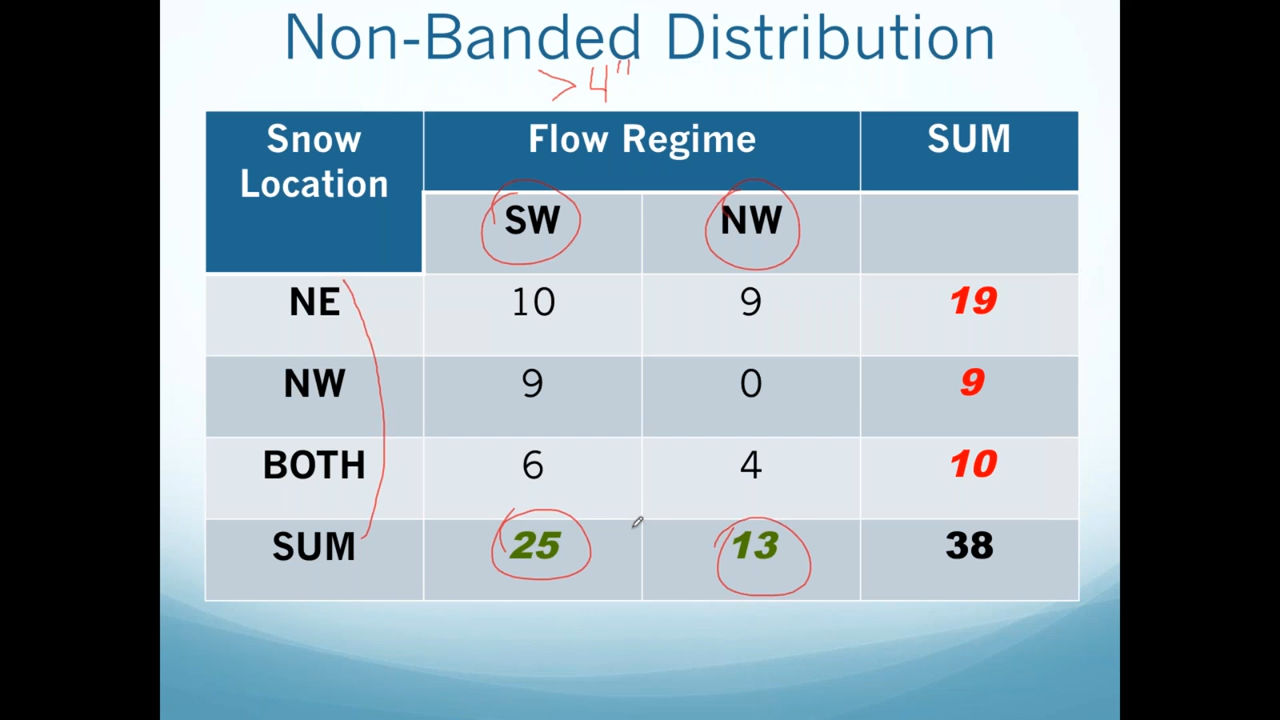 Non-Banded Distribution
>4"
Snow Location Flow Regime SUM
SW NW
NE 10 9 19
NW 9 0 9
BOTH 6 4 10
SUM 25 13 38